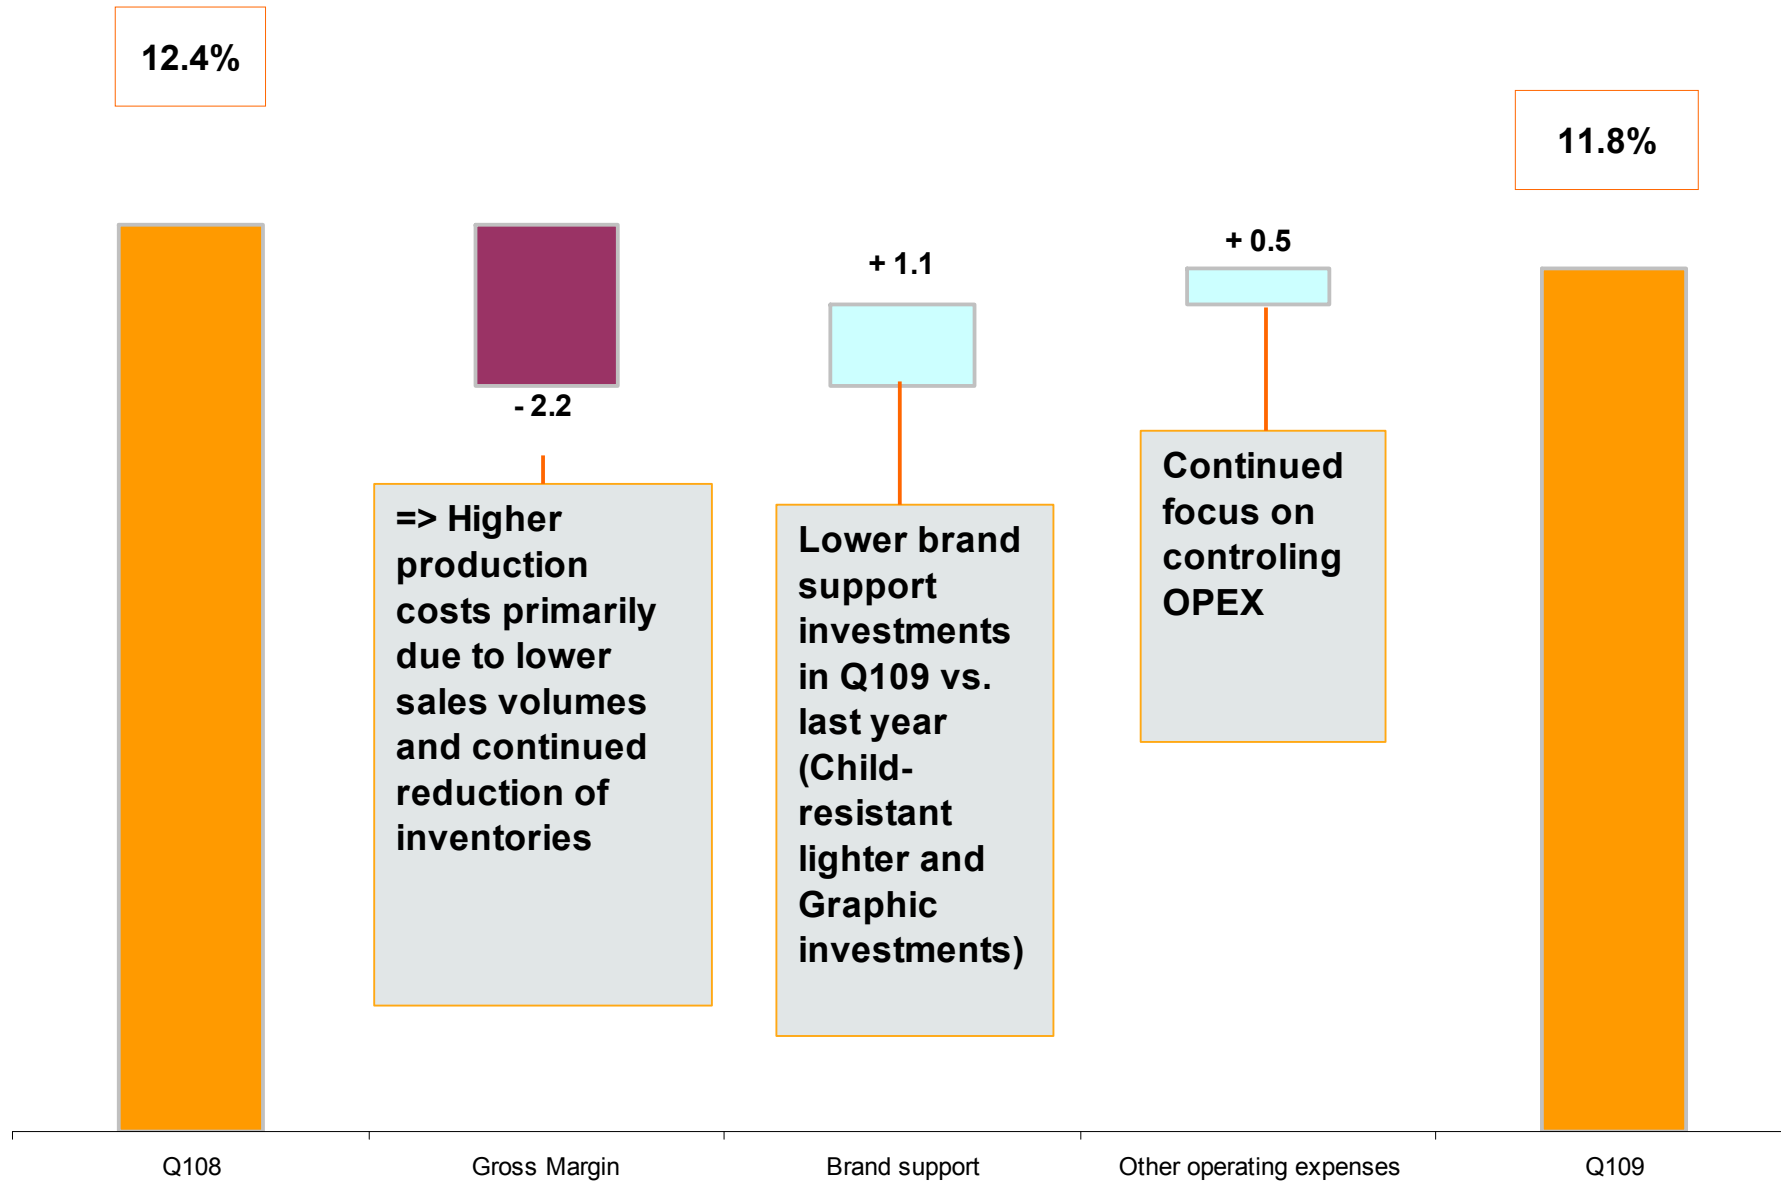 12.4%
11.8%
- 2.2
+ 1.1
+ 0.5
=> Higher
production
costs primarily
due to lower
sales volumes
and continued
reduction of
inventories
Lower brand
support
investments
in Q109 vs.
last year
(Child-
resistant
lighter and
Graphic
investments)
Continued
focus on
controling
OPEX
Q108
Gross Margin
Brand support
Other operating expenses
Q109